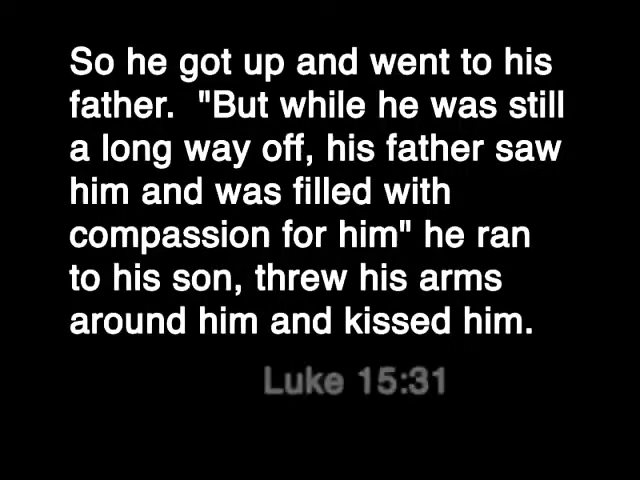 So he got up and went to his
father.  "But while he was still
a long way off, his father saw
him and was filled with
compassion for him" he ran
to his son, threw his arms
around him and kissed him.
Luke 15:31